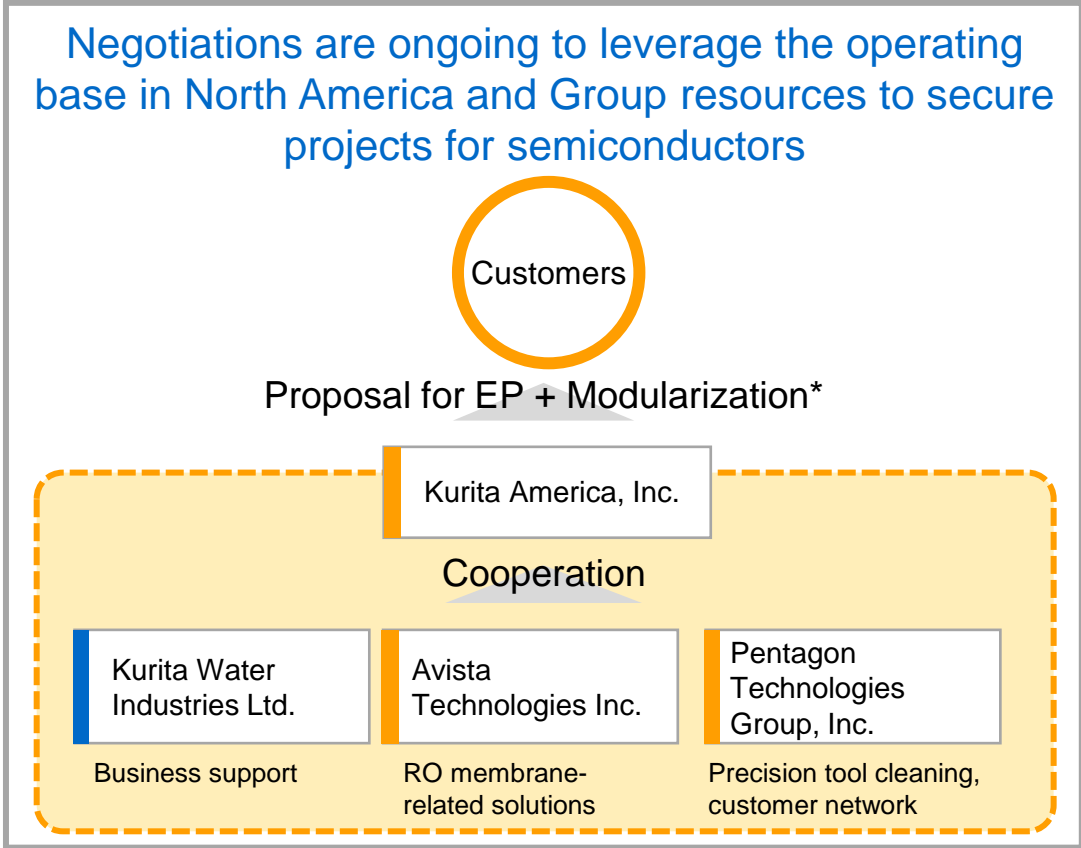 Negotiations are ongoing to leverage the operating
base in North America and Group resources to secure
projects for semiconductors
Customers
Proposal for EP + Modularization*
Kurita America, Inc.
Cooperation
Kurita Water
Industries Ltd.
Business support
Avista
Technologies Inc.
RO membrane-
related solutions
Pentagon
Technologies
Group, Inc.
Precision tool cleaning,
customer network